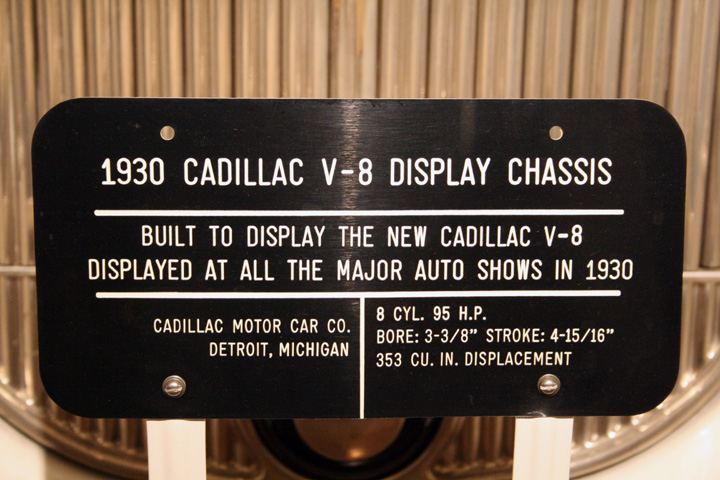 1930 CADILLAC V-8 DISPLAY CHASSIS
BUILT TO DISPLAY THE NEW CADILLAC V-8
DISPLAYED AT ALL THE MAJOR AUTO SHOWS IN 1930
CADILLAC MOTOR CAR CO.
DETROIT, MICHIGAN
8 CYL. 95 H.P.
BORE: 3-3/8" STROKE: 4-15/16"
353 CU. IN. DISPLACEMENT